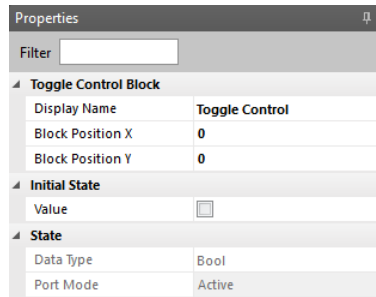 Properties
Filter
Toggle Control Block
Display Name Toggle Control
Block Position X 0
Block Position Y 0
Initial State
Value
State
Data Type Bool
Port Mode Active